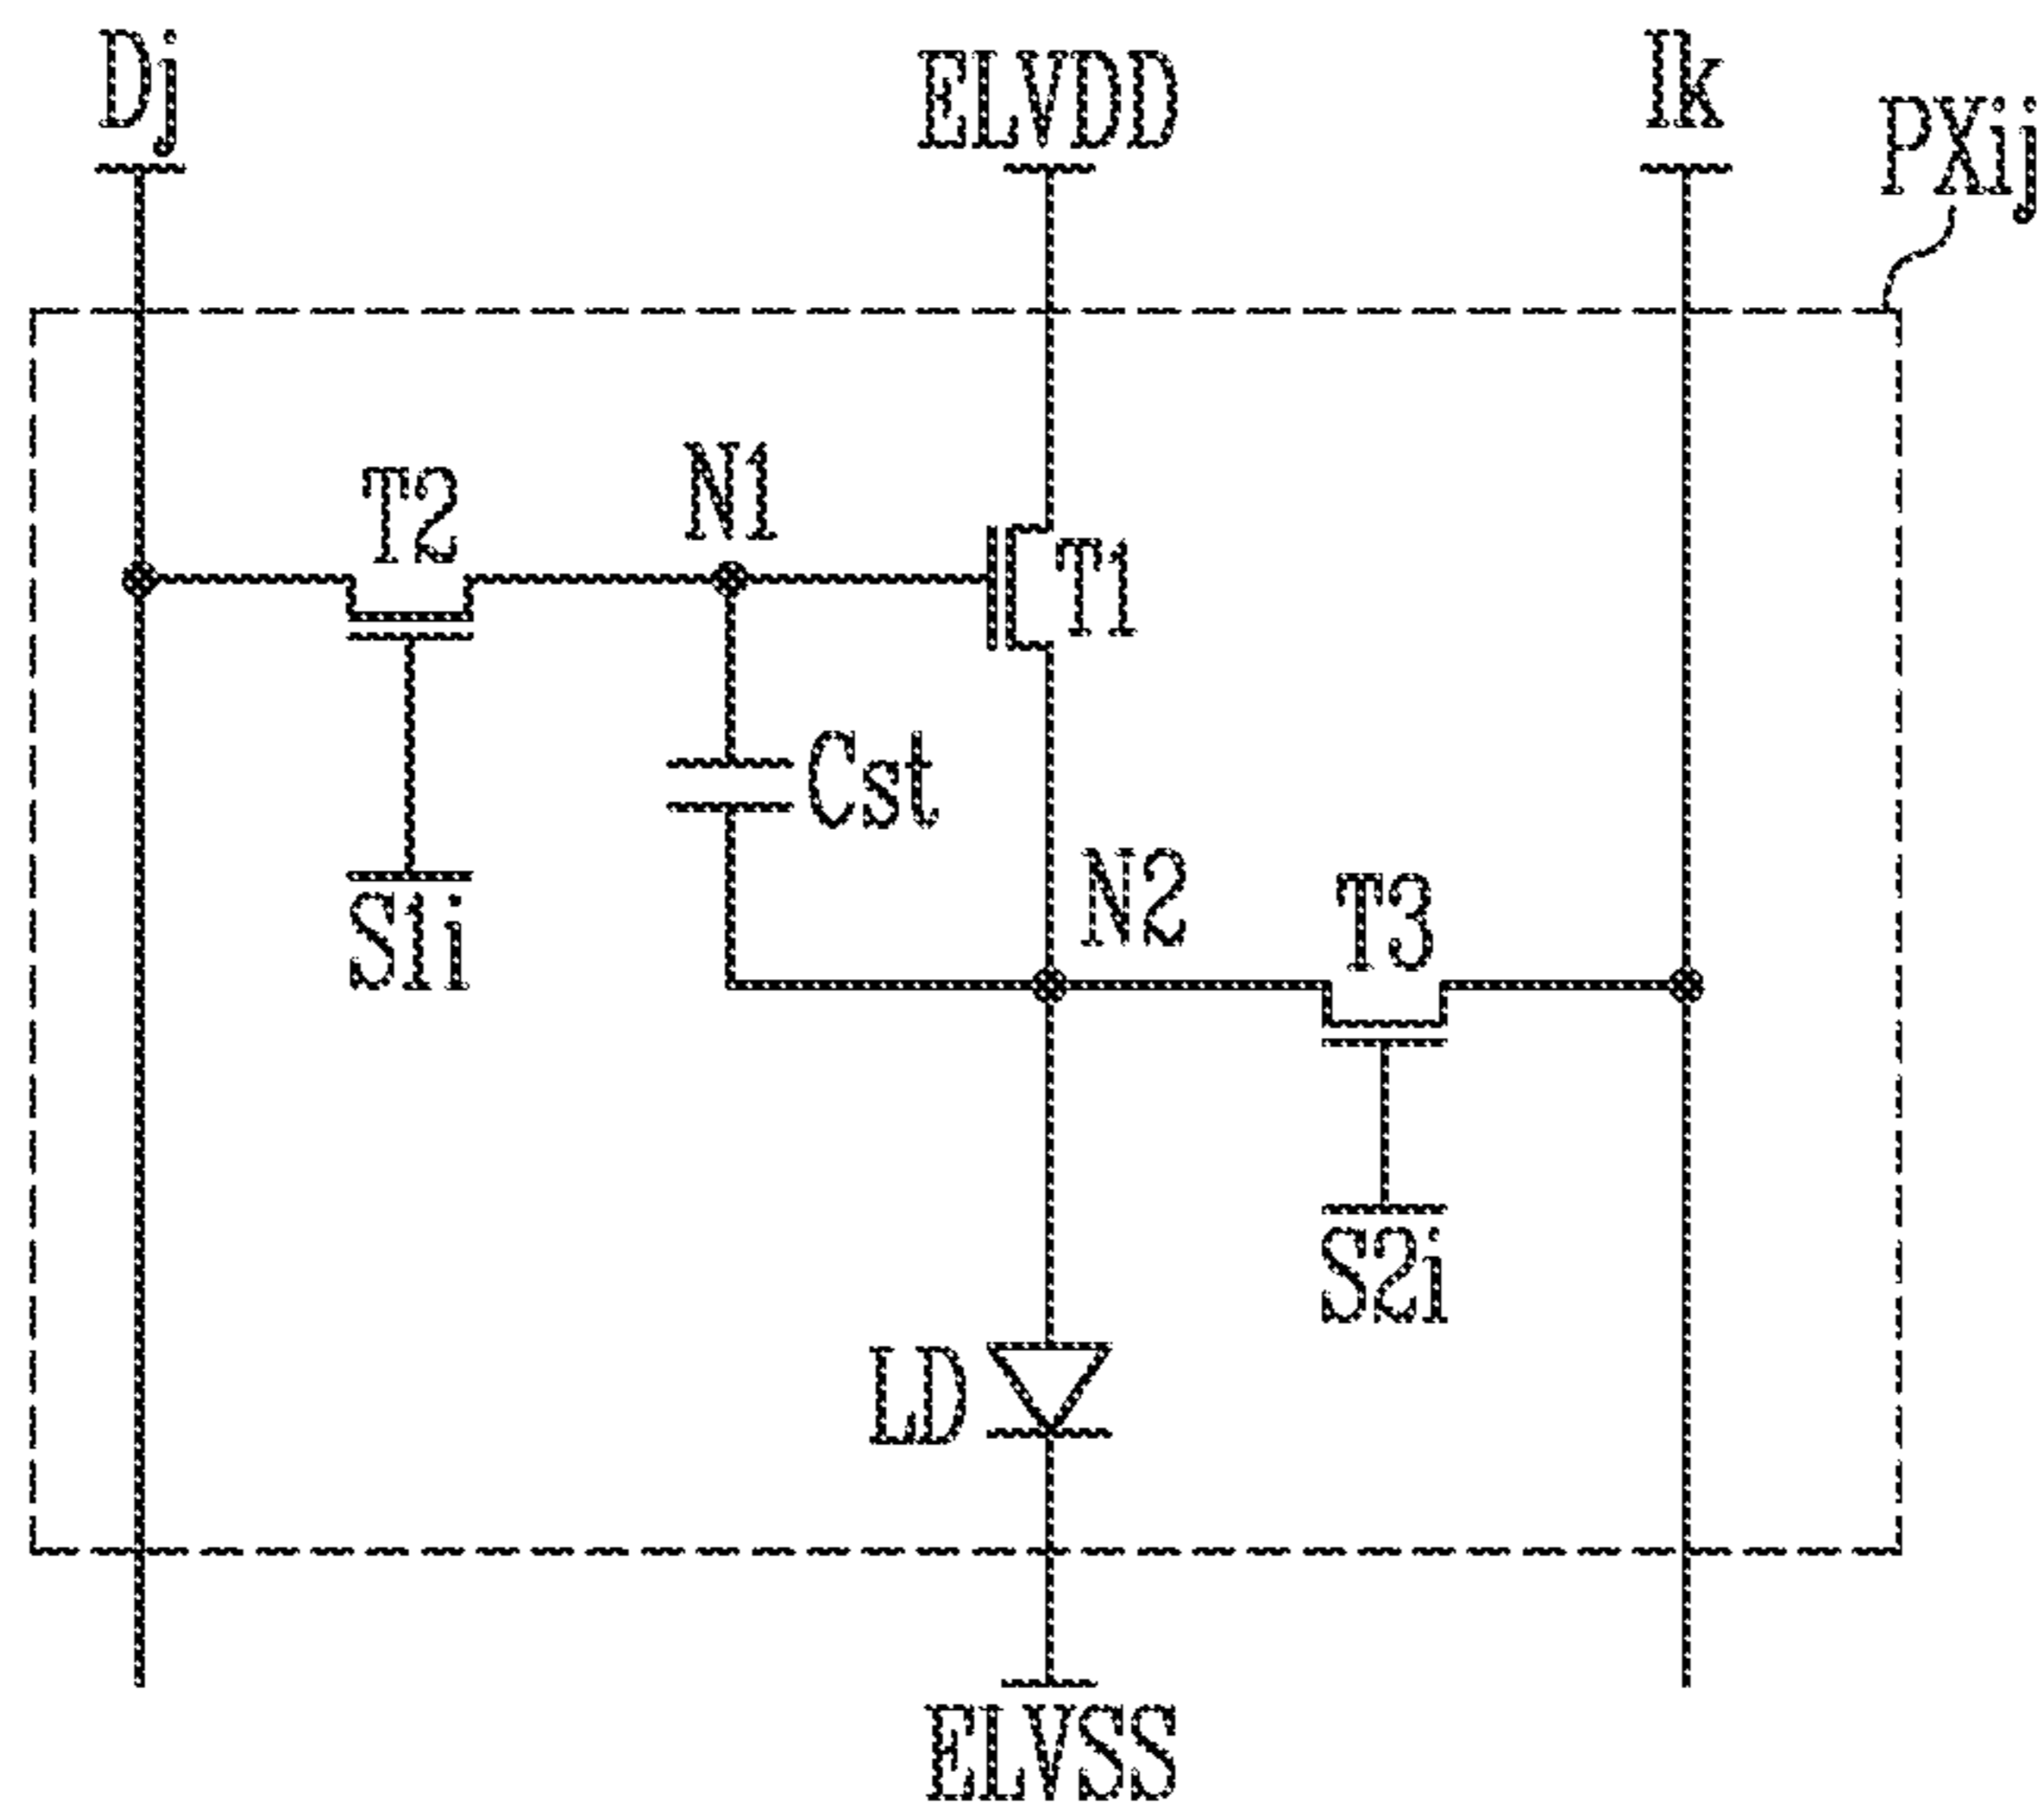 Dj
ELVDD
Ik
PXij
T2
N1
T1
Cst
S1i
N2
T3
S2i
LD
ELVSS